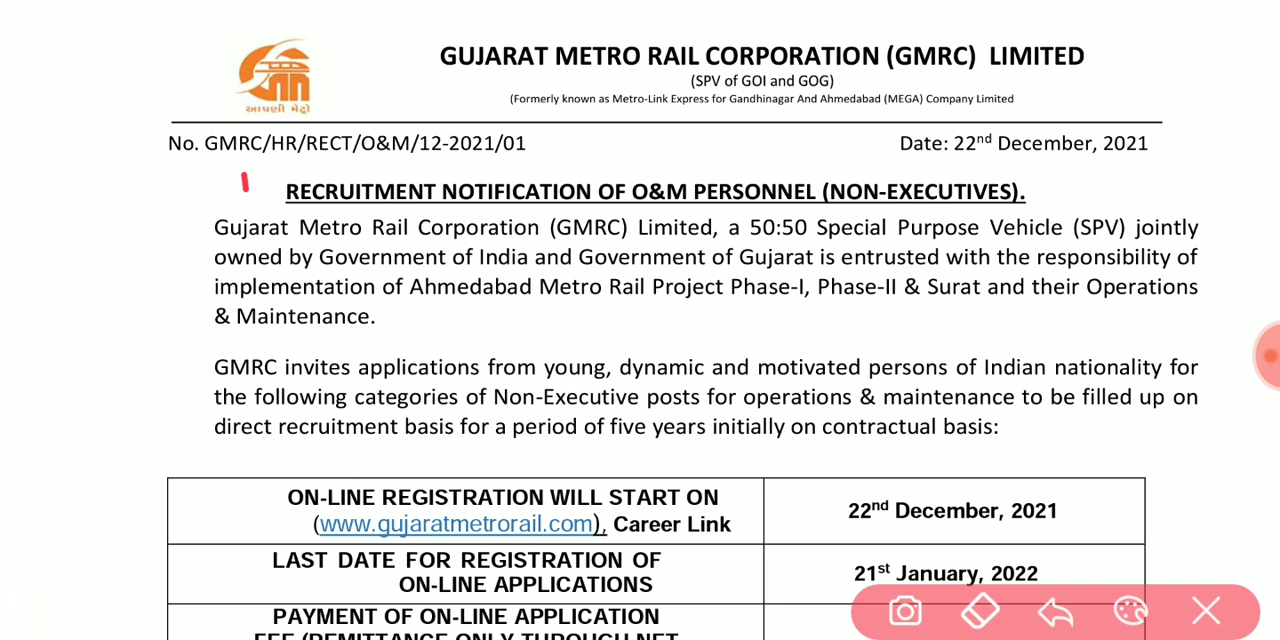 આપણી મેટ્રો
GUJARAT METRO RAIL CORPORATION (GMRC) LIMITED
(SPV of GOI and GOG)
(Formerly known as Metro-Link Express for Gandhinagar And Ahmedabad (MEGA) Company Limited
No. GMRC/HR/RECT/O&M/12-2021/01
Date: 22nd December, 2021
RECRUITMENT NOTIFICATION OF O&M PERSONNEL (NON-EXECUTIVES).
Gujarat Metro Rail Corporation (GMRC) Limited, a 50:50 Special Purpose Vehicle (SPV) jointly
owned by Government of India and Government of Gujarat is entrusted with the responsibility of
implementation of Ahmedabad Metro Rail Project Phase-I, Phase-II & Surat and their Operations
& Maintenance.
GMRC invites applications from young, dynamic and motivated persons of Indian nationality for
the following categories of Non-Executive posts for operations & maintenance to be filled up on
direct recruitment basis for a period of five years initially on contractual basis:
ON-LINE REGISTRATION WILL START ON
(www.gujaratmetrorail.com), Career Link
22nd December, 2021
LAST DATE FOR REGISTRATION OF
ON-LINE APPLICATIONS
21st January, 2022
PAYMENT OF ON-LINE APPLICATION
FEE (REMITTANCE ONLY THROUGH NET